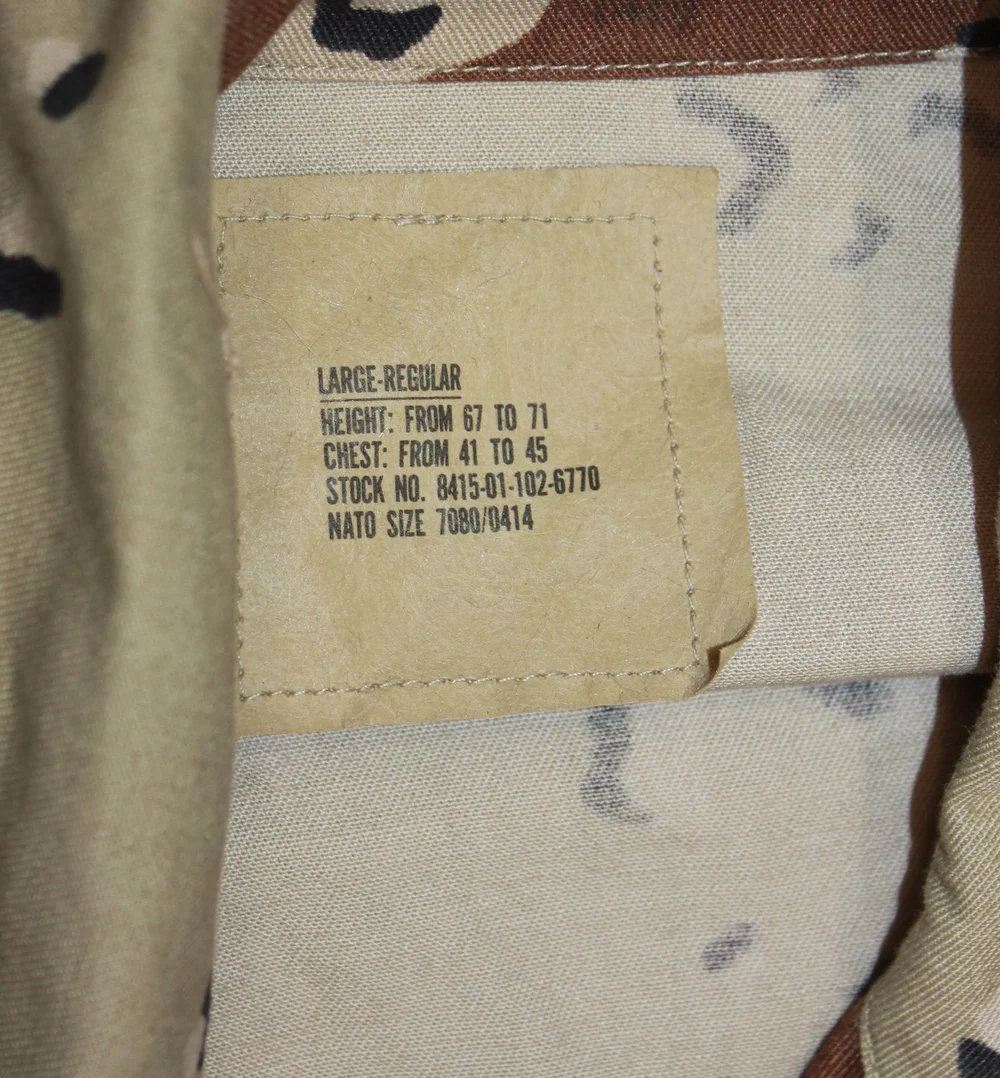 LARGE-REGULAR
HEIGHT: FROM 67 TO 71
CHEST: FROM 41 TO 45
STOCK NO. 8415-01-102-6770
NATO SIZE 7080/0414